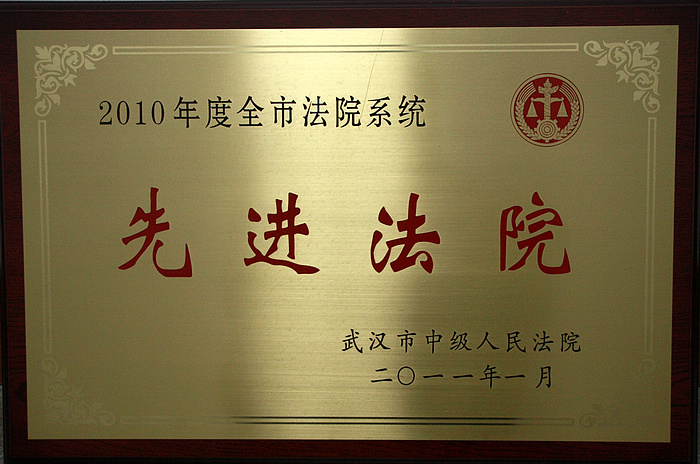 2010年度全市法院系统
先进法院
武汉市中级人民法院
二〇一一年一月